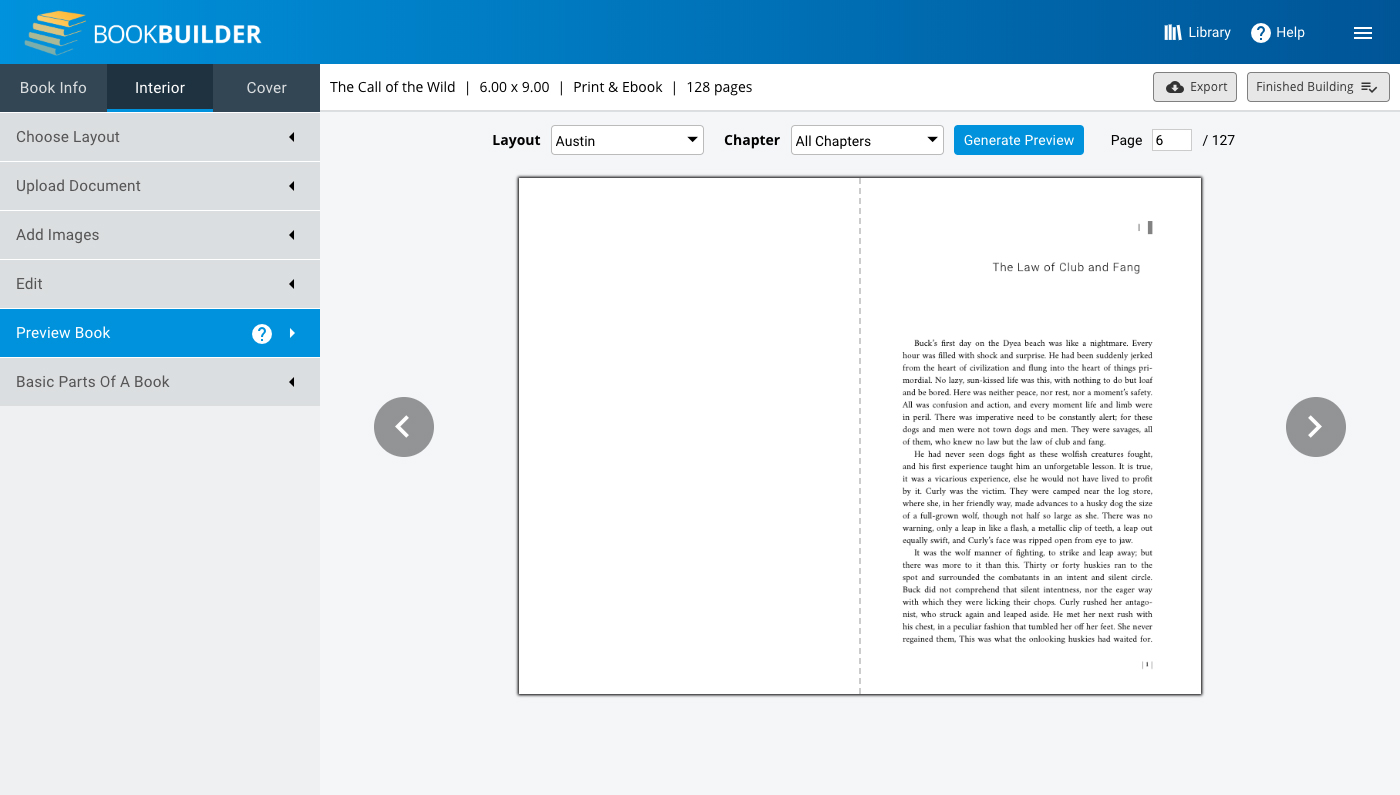 BOOKBUILDER
Library
Help
Book Info
Interior
Cover
The Call of the Wild | 6.00 x 9.00 | Print & Ebook | 128 pages
Export
Finished Building
Choose Layout
Upload Document
Add Images
Edit
Preview Book
Basic Parts Of A Book
Layout Austin Chapter All Chapters Generate Preview Page 6 / 127
The Law of Club and Fang
Buck's first day on the Dyea beach was like a nightmare. Every
hour was filled with shock and surprise. He had been suddenly jerked
from the heart of civilization and flung into the heart of things pri-
mordial. No lazy, sun-kissed life was this, with nothing to do but loaf
and be bored. Here was neither peace, nor rest, nor a moment's safety.
All was confusion and action, and every moment life and limb were
in peril. There was imperative need to be constantly alert; for these
dogs and men were not town dogs and men. They were savages, all
of them, who knew no law but the law of club and fang.
He had never seen dogs fight as these wolfish creatures fought,
and his first experience taught him an unforgetable lesson. It is true,
it was a vicarious experience, else he would not have lived to profit
by it. Curly was the victim. They were camped near the log store,
where she, in her friendly way, made advances to a husky dog the size
of a full-grown wolf, though not half so large as she. There was no
warning, only a leap in like a flash, a metallic clip of teeth, a leap out
equally swift, and Curly's face was ripped open from eye to jaw.
It was the wolf manner of fighting, to strike and leap away; but
there was more to it than this. Thirty or forty huskies ran to the
spot and surrounded the combatants in an intent and silent circle.
Buck did not comprehend that silent intentness, nor the eager way
with which they were licking their chops. Curly rushed her antago-
nist, who struck again and leaped aside. He met her next rush with
his chest, in a peculiar fashion that tumbled her off her feet. She never
regained them, This was what the onlooking huskies had waited for.
| 1 |